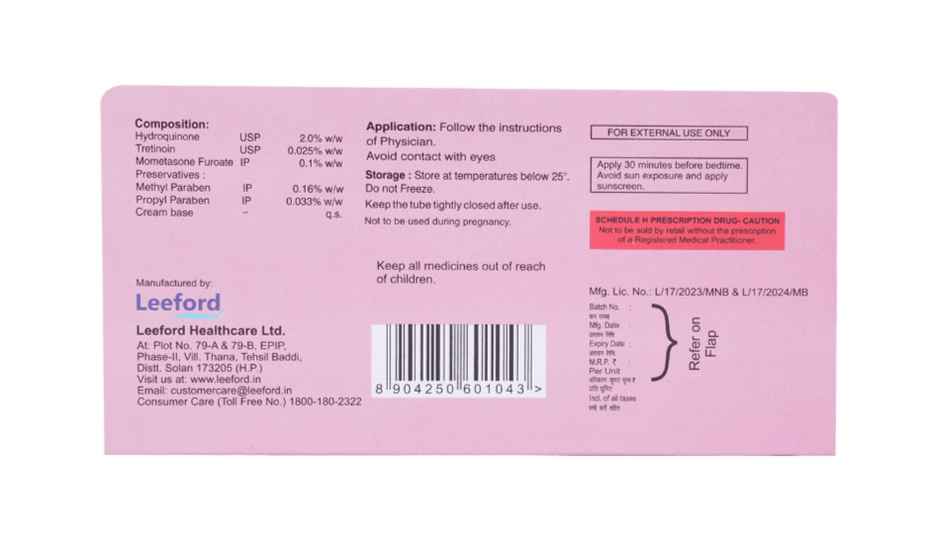 Composition:
Hydroquinone USP 2.0% w/w
Tretinoin USP 0.025% w/w
Mometasone Furoate IP 0.1% w/w
Preservatives :
Methyl Paraben IP 0.16% w/w
Propyl Paraben IP 0.033% w/w
Cream base – q.s.
Manufactured by:
Leeford
Leeford Healthcare Ltd.
At: Plot No. 79-A & 79-B, EPIP,
Phase-II, Vill. Thana, Tehsil Baddi,
Distt. Solan 173205 (H.P.)
Visit us at: www.leeford.in
Email: customercare@leeford.in
Consumer Care (Toll Free No.) 1800-180-2322
Application: Follow the instructions
of Physician.
Avoid contact with eyes
Storage : Store at temperatures below 25°.
Do not Freeze.
Keep the tube tightly closed after use.
Not to be used during pregnancy.
Keep all medicines out of reach
of children.
8 904250 601043 >
FOR EXTERNAL USE ONLY
Apply 30 minutes before bedtime.
Avoid sun exposure and apply
sunscreen.
SCHEDULE H PRESCRIPTION DRUG- CAUTION
Not to be sold by retail without the prescription
of a Registered Medical Practitioner.
Mfg. Lic. No.: L/17/2023/MNB & L/17/2024/MB
Batch No. :
Mfg. Date :
Expiry Date :
M.R.P. ₹ :
Per Unit
Incl. of all taxes
Refer on
Flap